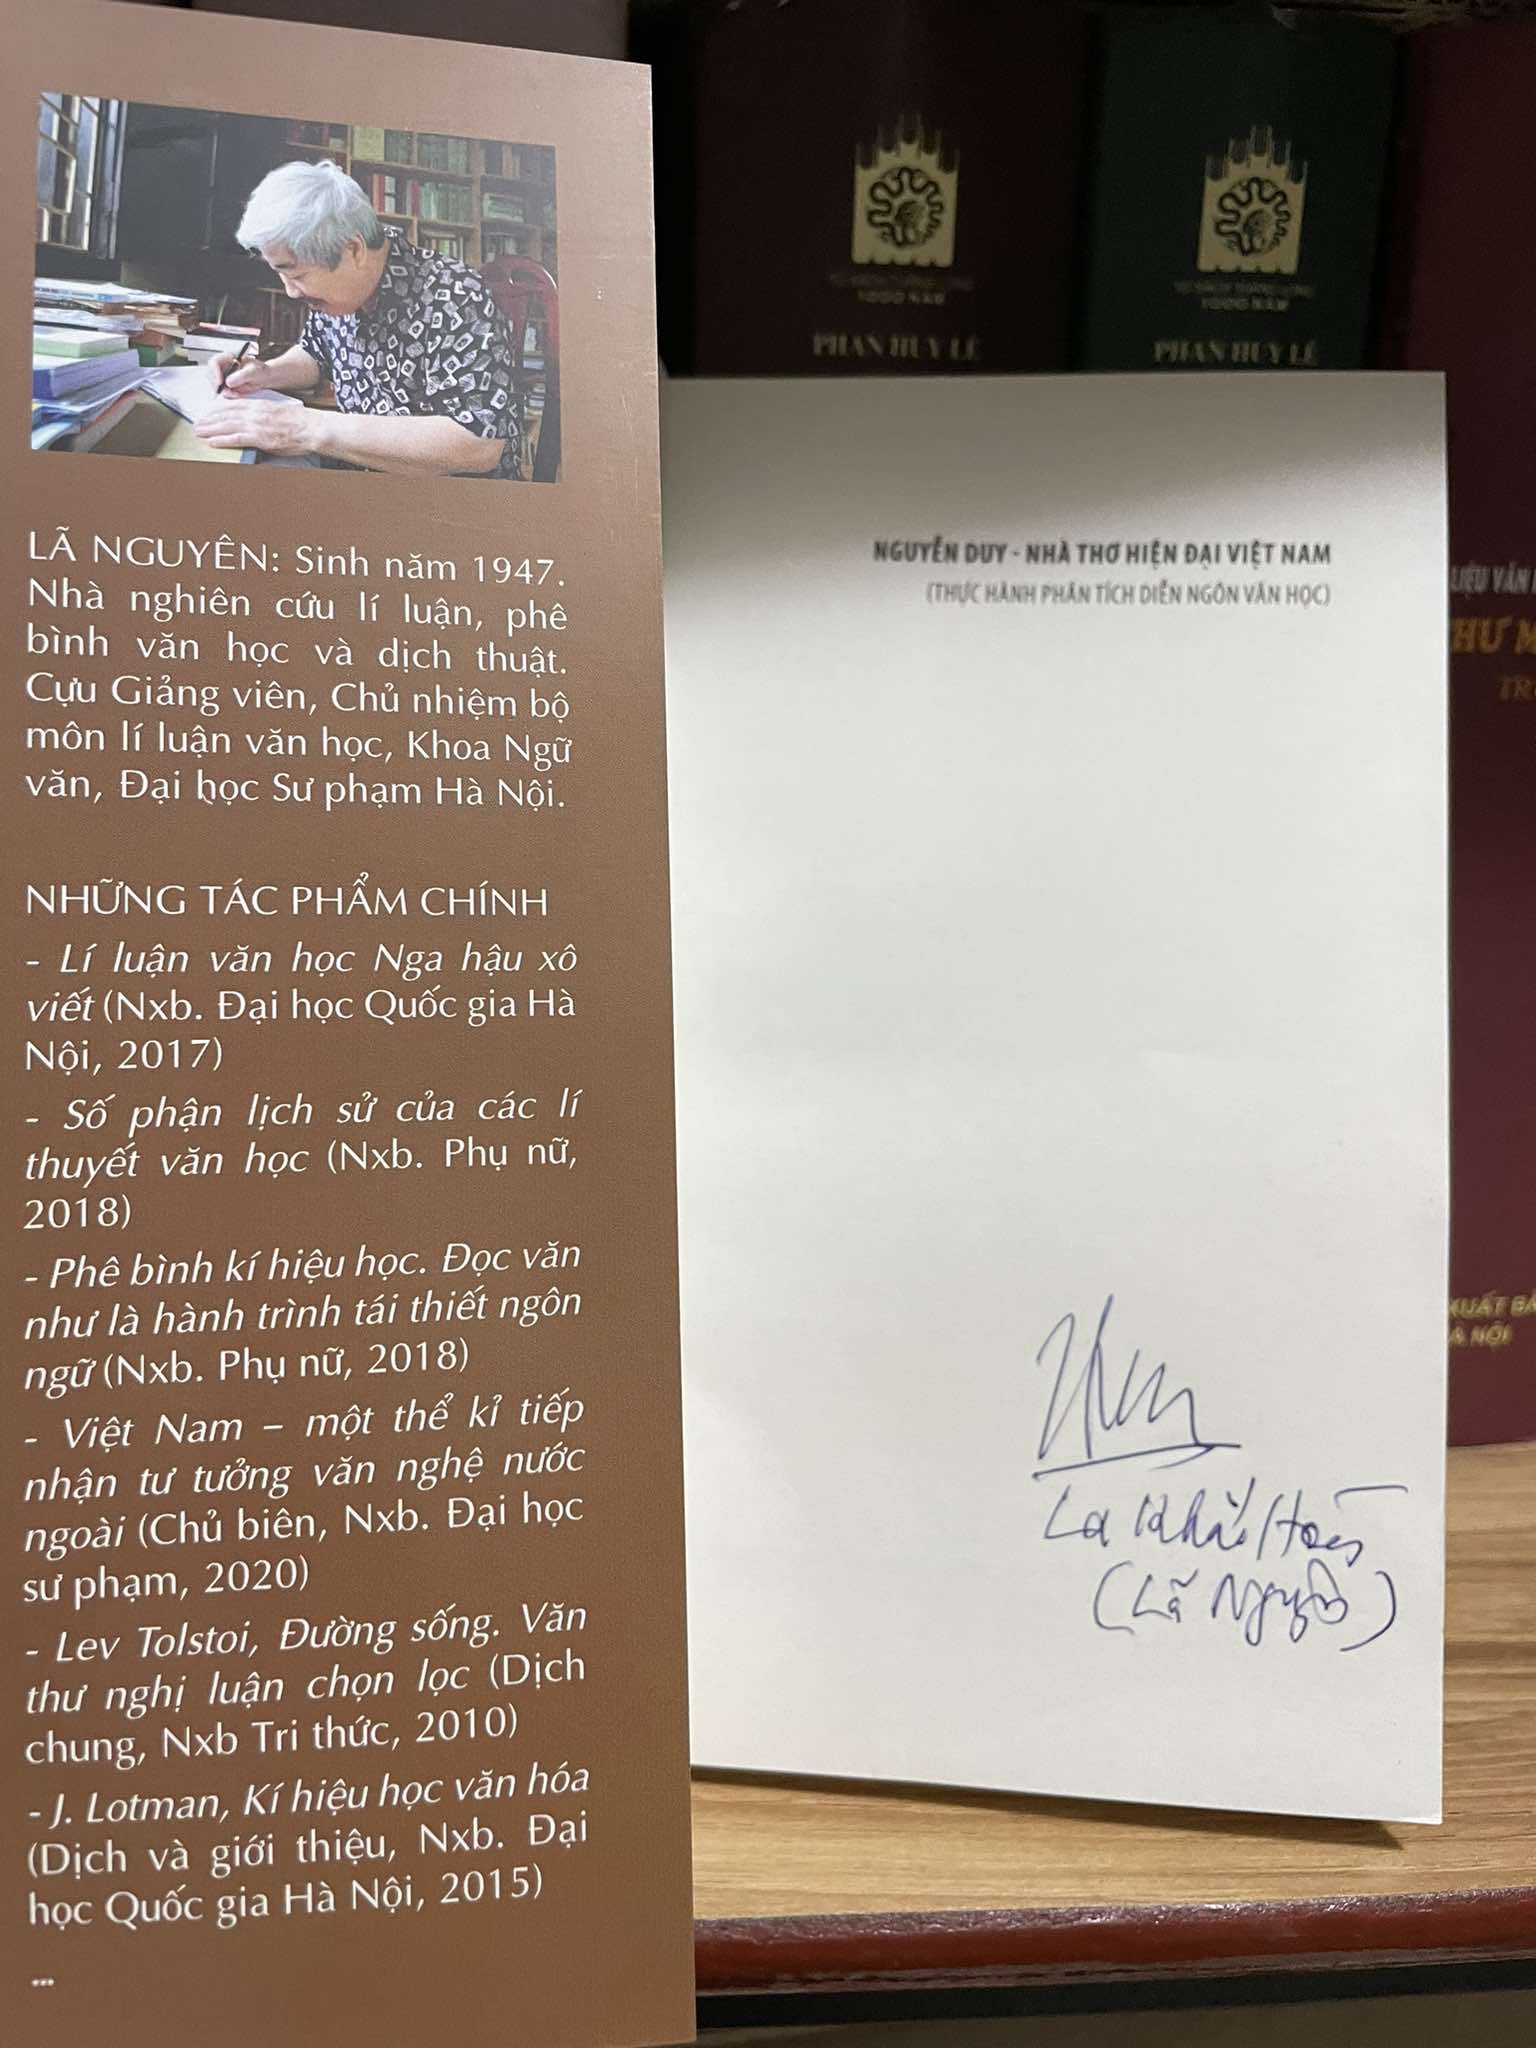 LÃ NGUYÊN: Sinh năm 1947.
Nhà nghiên cứu lí luận, phê
bình văn học và dịch thuật.
Cựu Giảng viên, Chủ nhiệm bộ
môn lí luận văn học, Khoa Ngữ
văn, Đại học Sư phạm Hà Nội.
NHỮNG TÁC PHẨM CHÍNH
- Lí luận văn học Nga hậu xô
viết (Nxb. Đại học Quốc gia Hà
Nội, 2017)
- Số phận lịch sử của các lí
thuyết văn học (Nxb. Phụ nữ,
2018)
- Phê bình kí hiệu học. Đọc văn
như là hành trình tái thiết ngôn
ngữ (Nxb. Phụ nữ, 2018)
- Việt Nam – một thể kỉ tiếp
nhận tư tưởng văn nghệ nước
ngoài (Chủ biên, Nxb. Đại học
sư phạm, 2020)
- Lev Tolstoi, Đường sống. Văn
thư nghị luận chọn lọc (Dịch
chung, Nxb Tri thức, 2010)
- J. Lotman, Kí hiệu học văn hóa
(Dịch và giới thiệu, Nxb. Đại
học Quốc gia Hà Nội, 2015)
...
NGUYỄN DUY - NHÀ THƠ HIỆN ĐẠI VIỆT NAM
(THỰC HÀNH PHÂN TÍCH DIỄN NGÔN VĂN HỌC)
(Lã Nguyên)
1000 NĂM
PHAN HUY LÊ
1000 NĂM
PHAN HUY LÊ